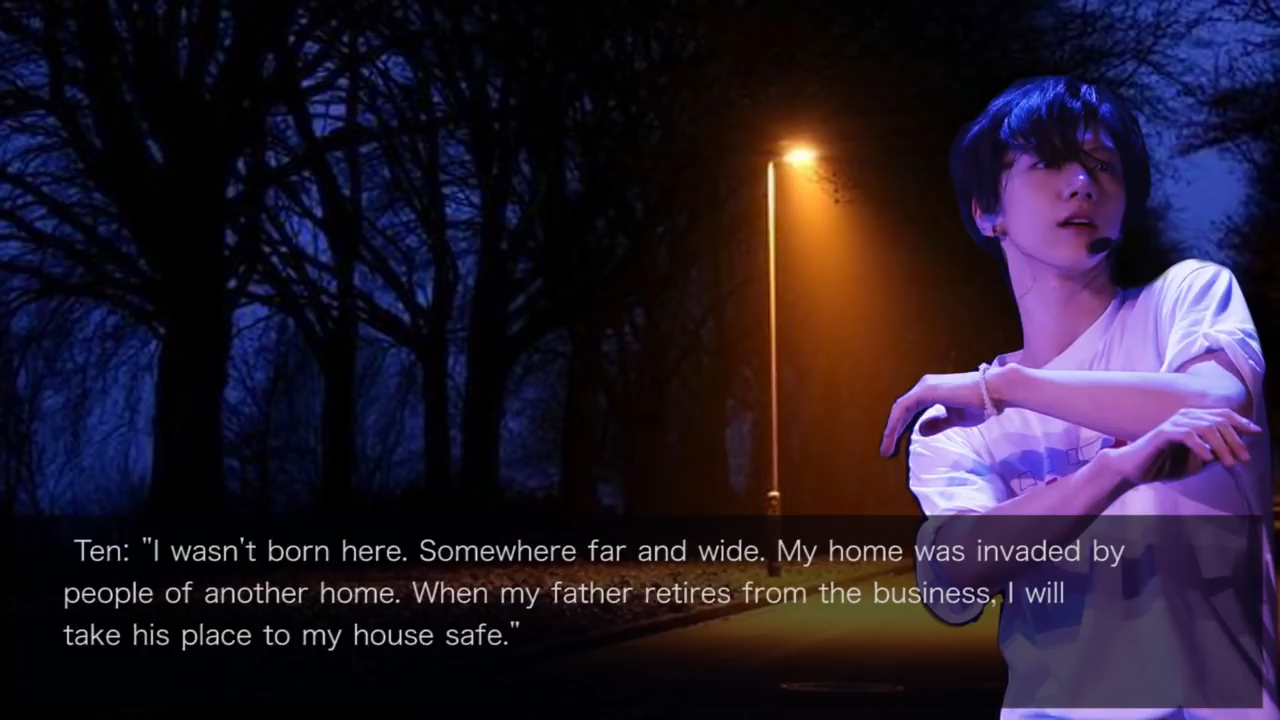 Ten: "I wasn't born here. Somewhere far and wide. My home was invaded by
people of another home. When my father retires from the business, I will
take his place to my house safe."